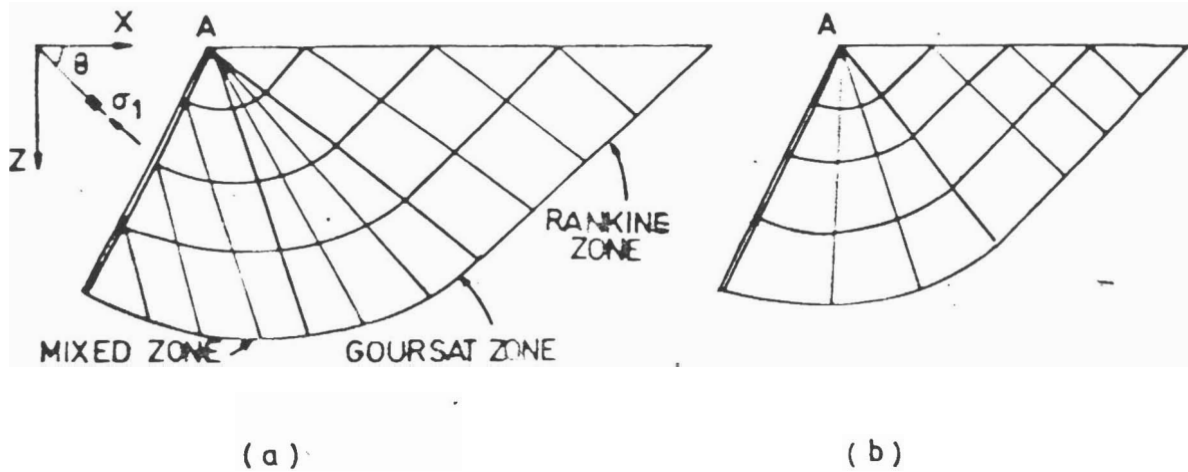 X
A
θ
σ1
Z
RANKINE
ZONE
MIXED ZONE
GOURSAT ZONE
A
(a)
(b)